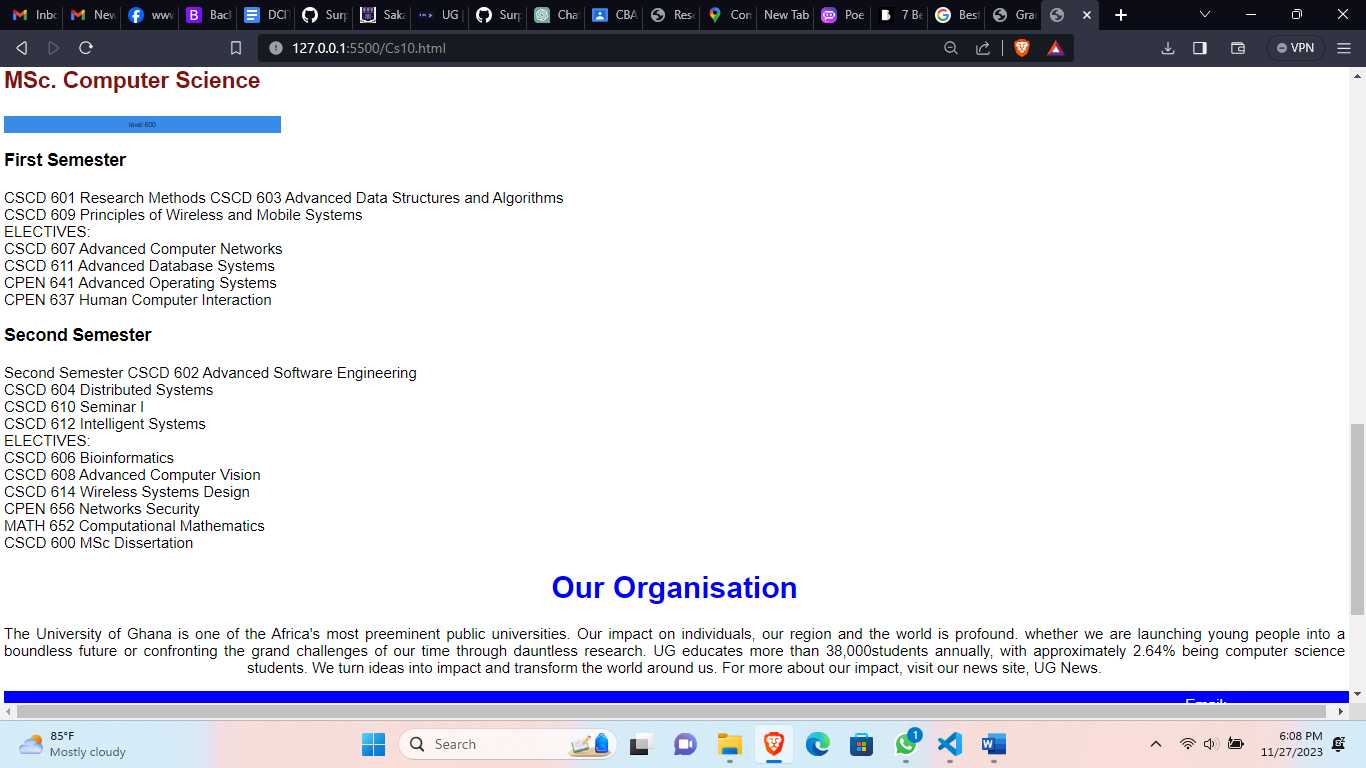 Inbc New www Back DCIT Surp Saka UG Surp Chat CBA Rese Con New Tab Poe 7 Be Best Grac
127.0.0.1:5500/Cs10.html VPN
MSc. Computer Science
level 600
First Semester
CSCD 601 Research Methods CSCD 603 Advanced Data Structures and Algorithms
CSCD 609 Principles of Wireless and Mobile Systems
ELECTIVES:
CSCD 607 Advanced Computer Networks
CSCD 611 Advanced Database Systems
CPEN 641 Advanced Operating Systems
CPEN 637 Human Computer Interaction
Second Semester
Second Semester CSCD 602 Advanced Software Engineering
CSCD 604 Distributed Systems
CSCD 610 Seminar I
CSCD 612 Intelligent Systems
ELECTIVES:
CSCD 606 Bioinformatics
CSCD 608 Advanced Computer Vision
CSCD 614 Wireless Systems Design
CPEN 656 Networks Security
MATH 652 Computational Mathematics
CSCD 600 MSc Dissertation
Our Organisation
The University of Ghana is one of the Africa's most preeminent public universities. Our impact on individuals, our region and the world is profound. whether we are launching young people into a
boundless future or confronting the grand challenges of our time through dauntless research. UG educates more than 38,000students annually, with approximately 2.64% being computer science
students. We turn ideas into impact and transform the world around us. For more about our impact, visit our news site, UG News.
Email:
85°F
Mostly cloudy
Search
1
6:08 PM
11/27/2023